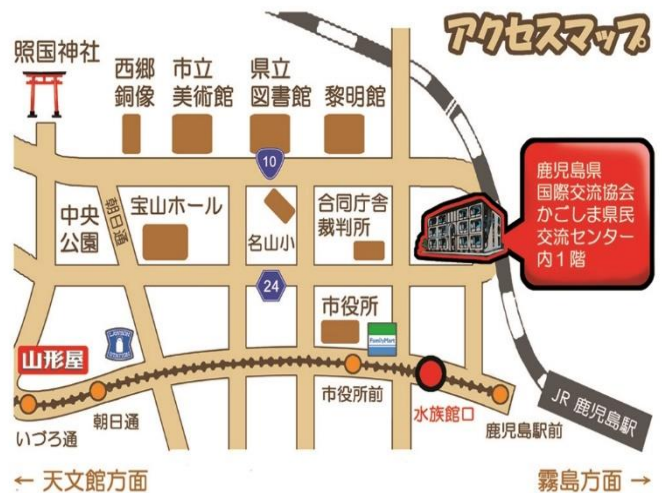 アクセスマップ
照国神社
西郷
銅像
市立
美術館
県立
図書館
黎明館
10
鹿児島県
国際交流協会
かごしま県民
交流センター
内1階
中央
公園
朝日通
宝山ホール
名山小
合同庁舎
裁判所
24
市役所
FamilyMart
LAWSON
STATION
山形屋
いづろ通
朝日通
市役所前
水族館口
鹿児島駅前
JR 鹿児島駅
← 天文館方面
霧島方面 →